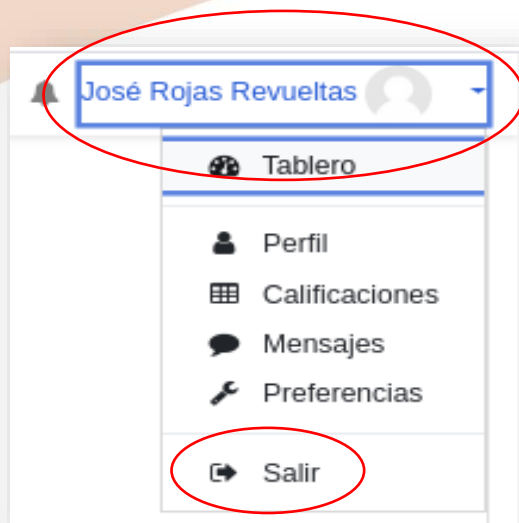 José Rojas Revueltas
Tablero
Perfil
Calificaciones
Mensajes
Preferencias
Salir